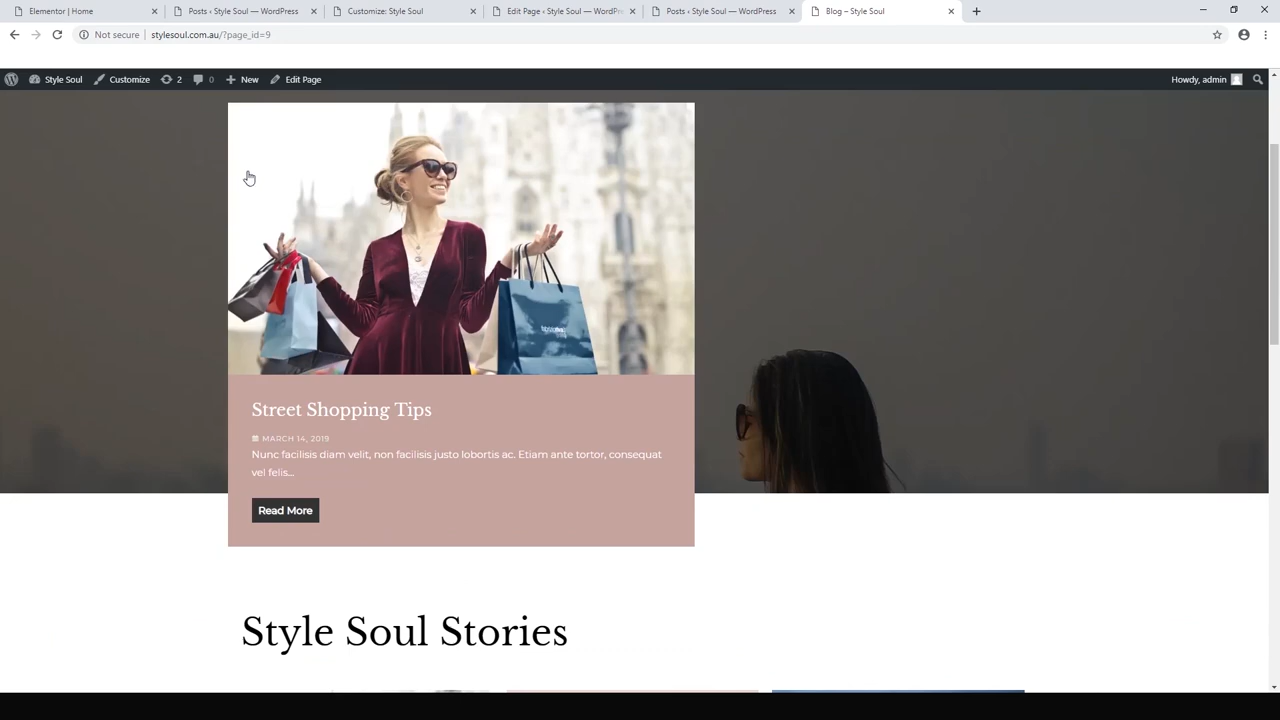 Elementor | Home
Posts ‹ Style Soul — WordPress
Customize: Style Soul
Edit Page ‹ Style Soul — WordPr
Posts ‹ Style Soul — WordPress
Blog – Style Soul
Not secure | stylesoul.com.au/?page_id=9
Style Soul Customize 2 0 New Edit Page Howdy, admin
Street Shopping Tips
MARCH 14, 2019
Nunc facilisis diam velit, non facilisis justo lobortis ac. Etiam ante tortor, consequat
vel felis...
Read More
Style Soul Stories